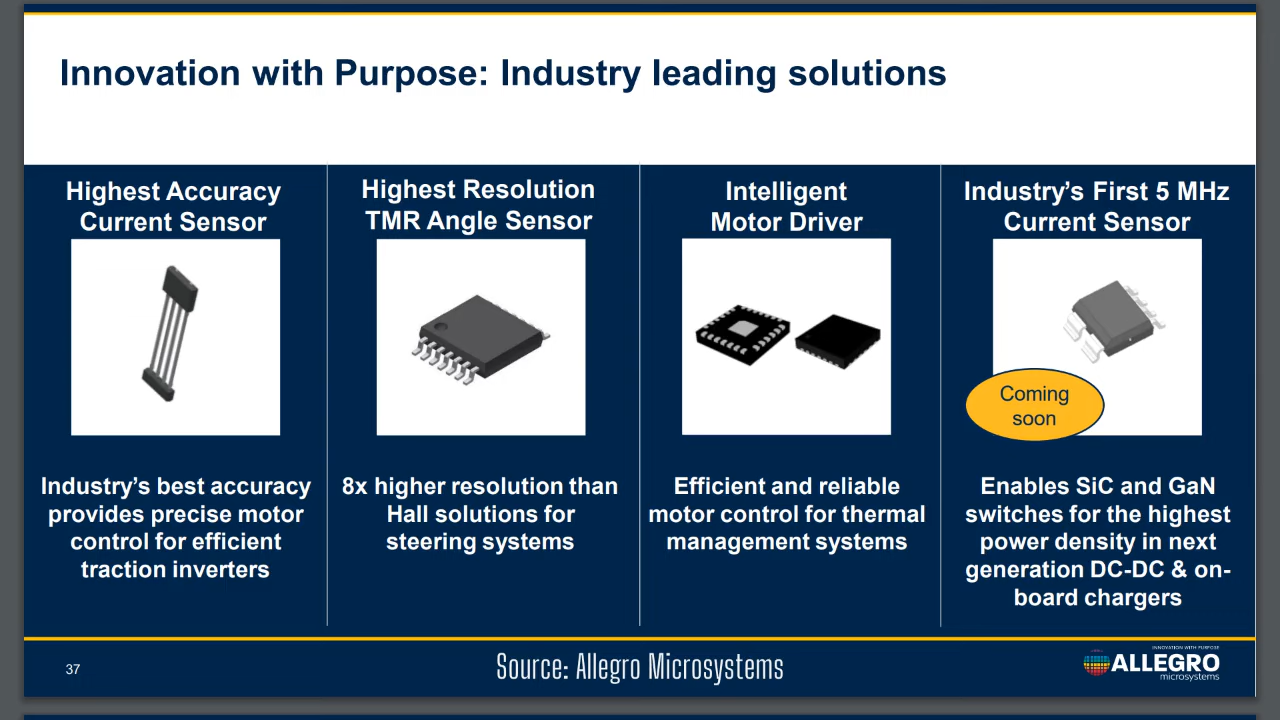 Innovation with Purpose: Industry leading solutions
Highest Accuracy
Current Sensor
Industry’s best accuracy
provides precise motor
control for efficient
traction inverters
Highest Resolution
TMR Angle Sensor
8x higher resolution than
Hall solutions for
steering systems
Intelligent
Motor Driver
Efficient and reliable
motor control for thermal
management systems
Industry’s First 5 MHz
Current Sensor
Coming
soon
Enables SiC and GaN
switches for the highest
power density in next
generation DC-DC & on-
board chargers
37
Source: Allegro Microsystems
INNOVATION WITH PURPOSE
ALLEGRO
microsystems